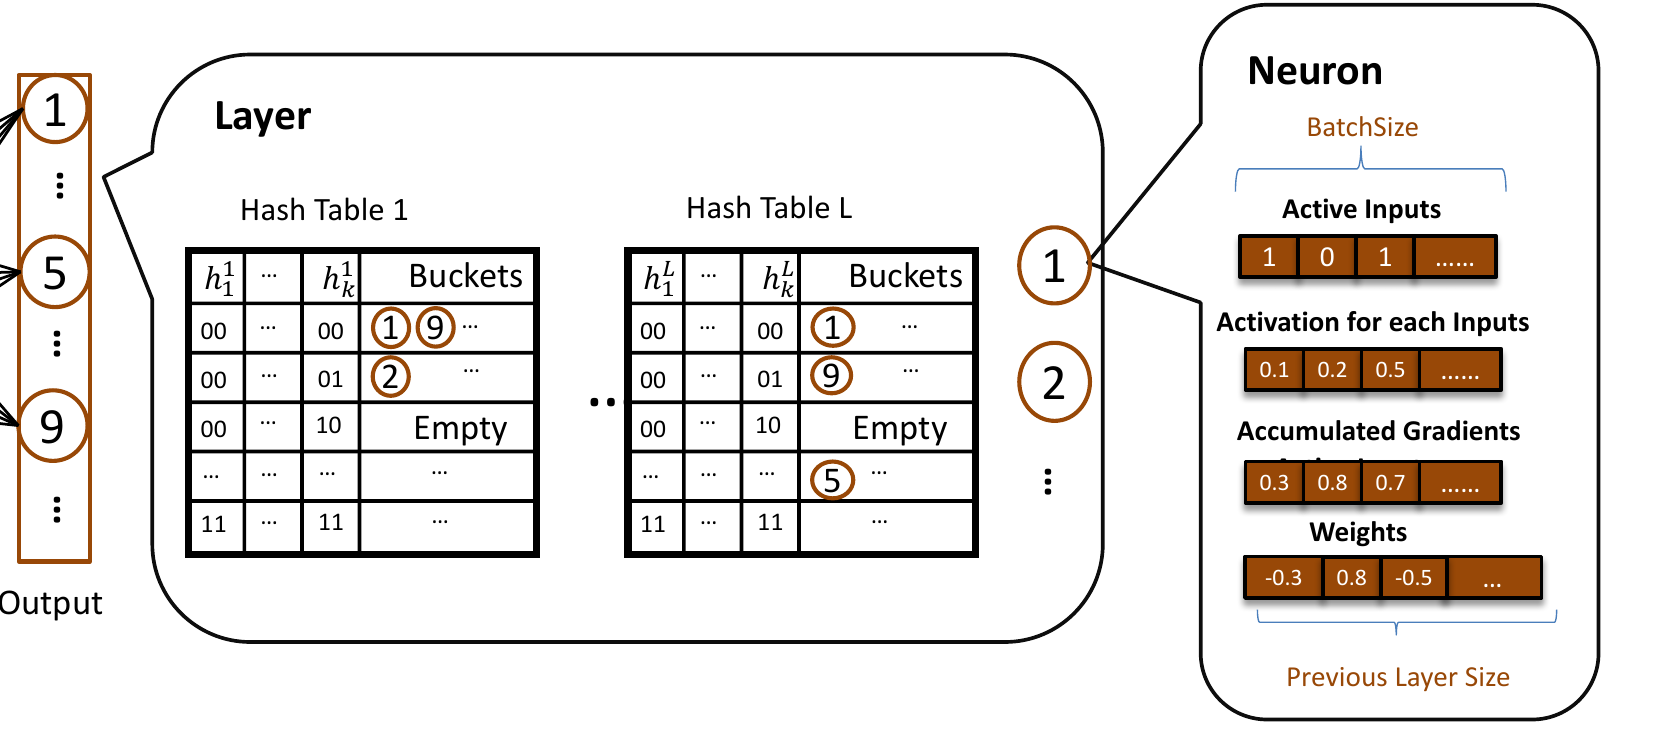 1
⋮
5
⋮
9
⋮
Output
Layer
Hash Table 1
h_1^1 ... h_k^1 Buckets
00 ... 00 1 9 ...
00 ... 01 2 ...
00 ... 10 Empty
... ... ... ...
11 ... 11 ...
...
Hash Table L
h_1^L ... h_k^L Buckets
00 ... 00 1 ...
00 ... 01 9 ...
00 ... 10 Empty
... ... ... 5 ...
11 ... 11 ...
1
2
⋮
Neuron
BatchSize
Active Inputs
1 0 1 ......
Activation for each Inputs
0.1 0.2 0.5 ......
Accumulated Gradients
0.3 0.8 0.7 ......
Weights
-0.3 0.8 -0.5 ...
Previous Layer Size